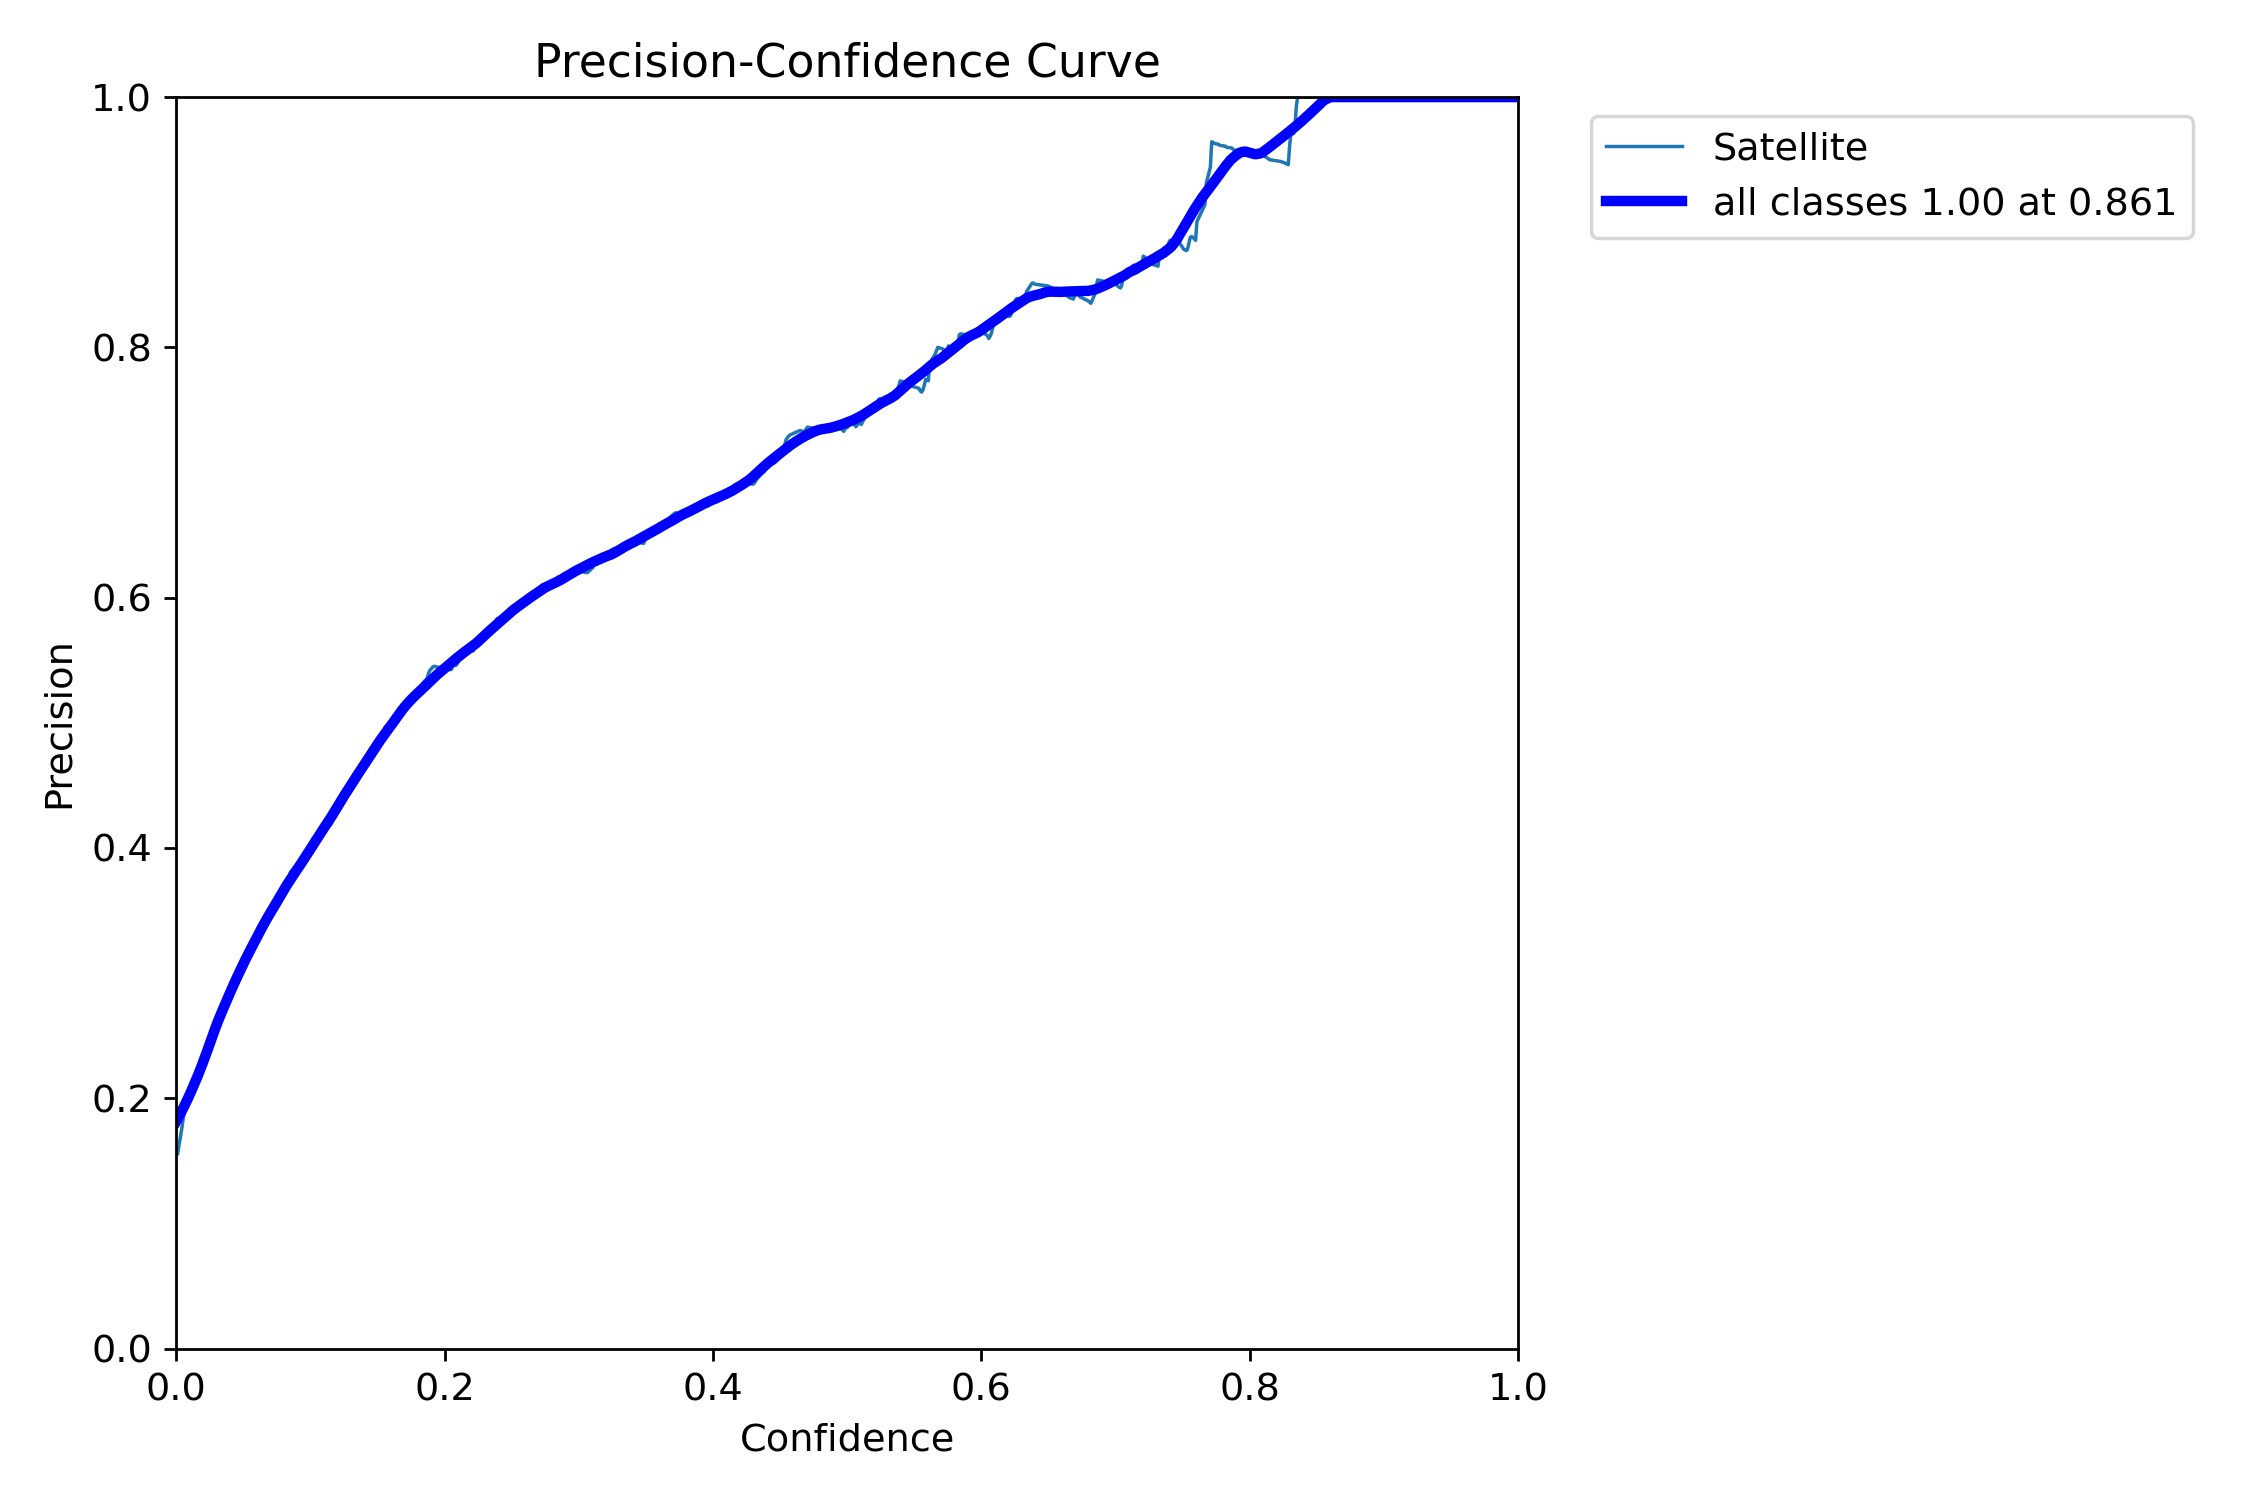 Precision-Confidence Curve
1.0
0.8
0.6
0.4
0.2
0.0
Precision
0.0 0.2 0.4 0.6 0.8 1.0
Confidence
Satellite
all classes 1.00 at 0.861